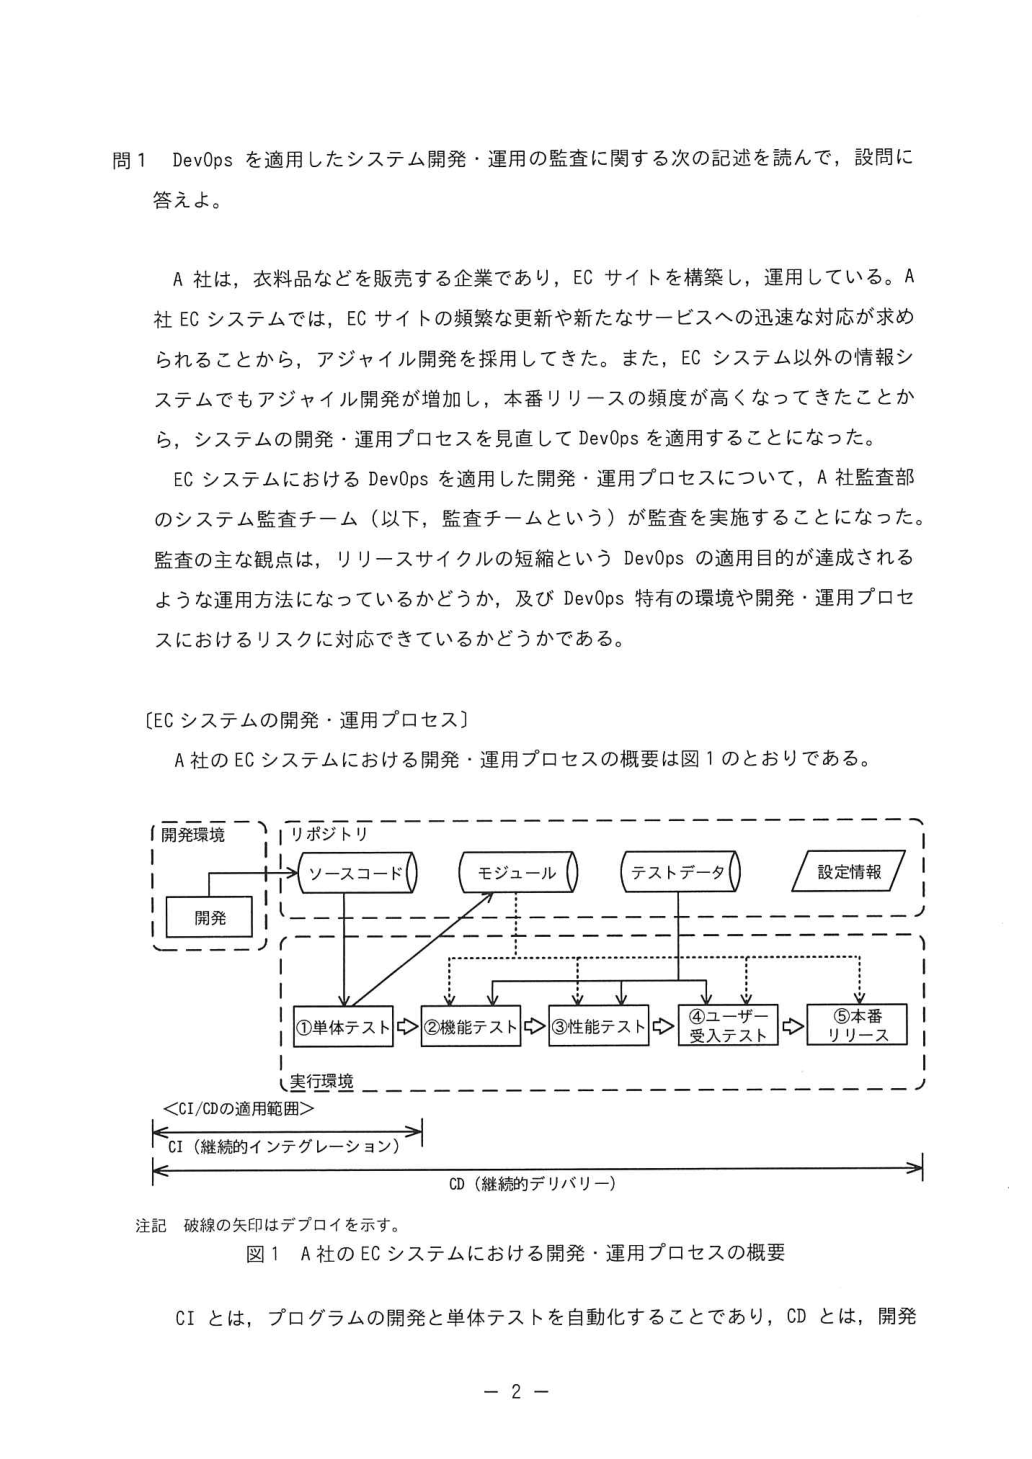 問1 DevOps を適用したシステム開発・運用の監査に関する次の記述を読んで，設問に
答えよ。
A 社は，衣料品などを販売する企業であり，EC サイトを構築し，運用している。A
社 EC システムでは，EC サイトの頻繁な更新や新たなサービスへの迅速な対応が求め
られることから，アジャイル開発を採用してきた。また，EC システム以外の情報シ
ステムでもアジャイル開発が増加し，本番リリースの頻度が高くなってきたことか
ら，システムの開発・運用プロセスを見直して DevOps を適用することになった。
EC システムにおける DevOps を適用した開発・運用プロセスについて，A 社監査部
のシステム監査チーム（以下，監査チームという）が監査を実施することになった。
監査の主な観点は，リリースサイクルの短縮という DevOps の適用目的が達成される
ような運用方法になっているかどうか，及び DevOps 特有の環境や開発・運用プロセ
スにおけるリスクに対応できているかどうかである。
〔EC システムの開発・運用プロセス〕
A 社の EC システムにおける開発・運用プロセスの概要は図 1 のとおりである。
開発環境
リポジトリ
ソースコード
モジュール
テストデータ
設定情報
開発
①単体テスト
②機能テスト
③性能テスト
④ユーザー
受入テスト
⑤本番
リリース
実行環境
＜CI/CDの適用範囲＞
CI（継続的インテグレーション）
CD（継続的デリバリー）
注記 破線の矢印はデプロイを示す。
図 1 A 社の EC システムにおける開発・運用プロセスの概要
CI とは，プログラムの開発と単体テストを自動化することであり，CD とは，開発
－ 2 －